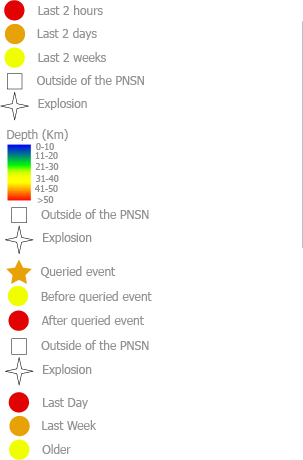 Last 2 hours
Last 2 days
Last 2 weeks
Outside of the PNSN
Explosion
Depth (Km)
0-10
11-20
21-30
31-40
41-50
>50
Outside of the PNSN
Explosion
Queried event
Before queried event
After queried event
Outside of the PNSN
Explosion
Last Day
Last Week
Older